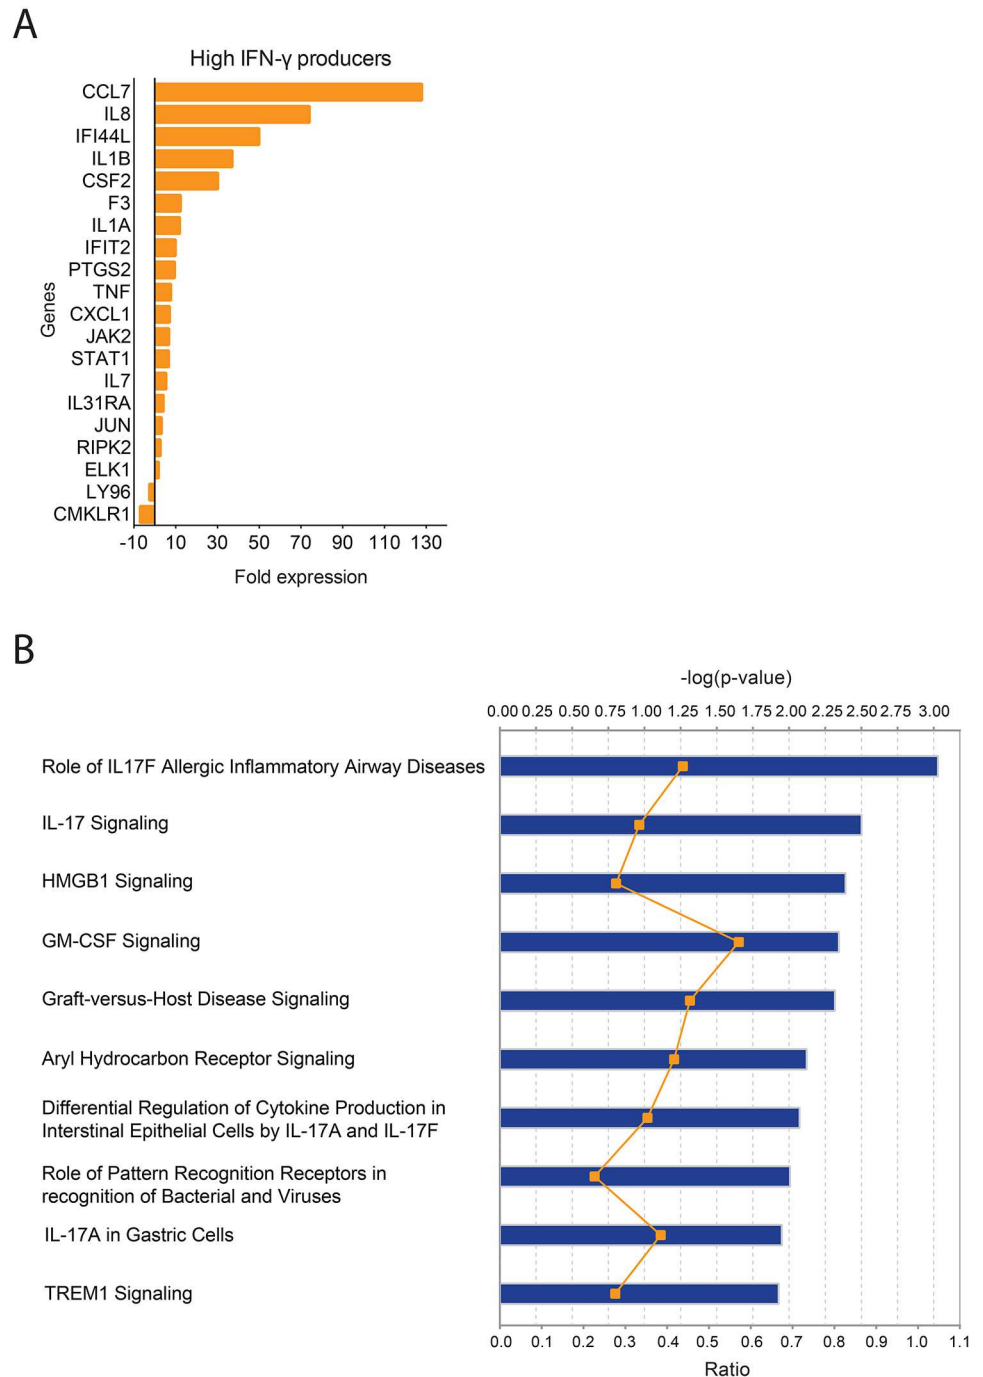 A
High IFN-γ producers
CCL7
IL8
IFI44L
IL1B
CSF2
F3
IL1A
IFIT2
PTGS2
TNF
CXCL1
JAK2
STAT1
IL7
IL31RA
JUN
RIPK2
ELK1
LY96
CMKLR1
Genes
-10 10 30 50 70 90 110 130
Fold expression
B
-log(p-value)
0.00 0.25 0.50 0.75 1.00 1.25 1.50 1.75 2.00 2.25 2.50 2.75 3.00
Role of IL17F Allergic Inflammatory Airway Diseases
IL-17 Signaling
HMGB1 Signaling
GM-CSF Signaling
Graft-versus-Host Disease Signaling
Aryl Hydrocarbon Receptor Signaling
Differential Regulation of Cytokine Production in
Interstinal Epithelial Cells by IL-17A and IL-17F
Role of Pattern Recognition Receptors in
recognition of Bacterial and Viruses
IL-17A in Gastric Cells
TREM1 Signaling
0.0 0.1 0.2 0.3 0.4 0.5 0.6 0.7 0.8 0.9 1.0 1.1
Ratio